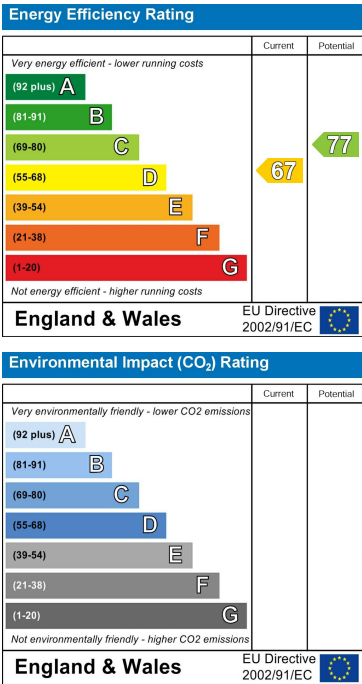 Energy Efficiency Rating
Current Potential
Very energy efficient - lower running costs
(92 plus) A
(81-91) B
(69-80) C
(55-68) D
(39-54) E
(21-38) F
(1-20) G
67
77
Not energy efficient - higher running costs
England & Wales
EU Directive
2002/91/EC
Environmental Impact (CO₂) Rating
Current Potential
Very environmentally friendly - lower CO2 emissions
(92 plus) A
(81-91) B
(69-80) C
(55-68) D
(39-54) E
(21-38) F
(1-20) G
Not environmentally friendly - higher CO2 emissions
England & Wales
EU Directive
2002/91/EC